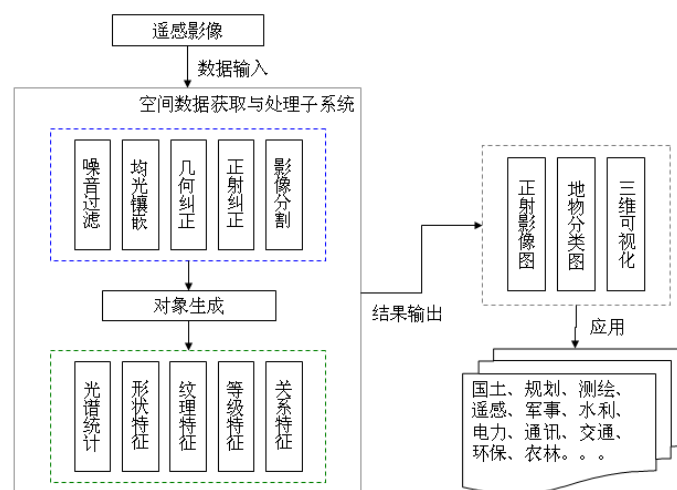 遥感影像
数据输入
空间数据获取与处理子系统
噪音过滤
均光镶嵌
几何纠正
正射纠正
影像分割
对象生成
光谱统计
形状特征
纹理特征
等级特征
关系特征
结果输出
正射影像图
地物分类图
三维可视化
应用
国土、规划、测绘、
遥感、军事、水利、
电力、通讯、交通、
环保、农林。。。